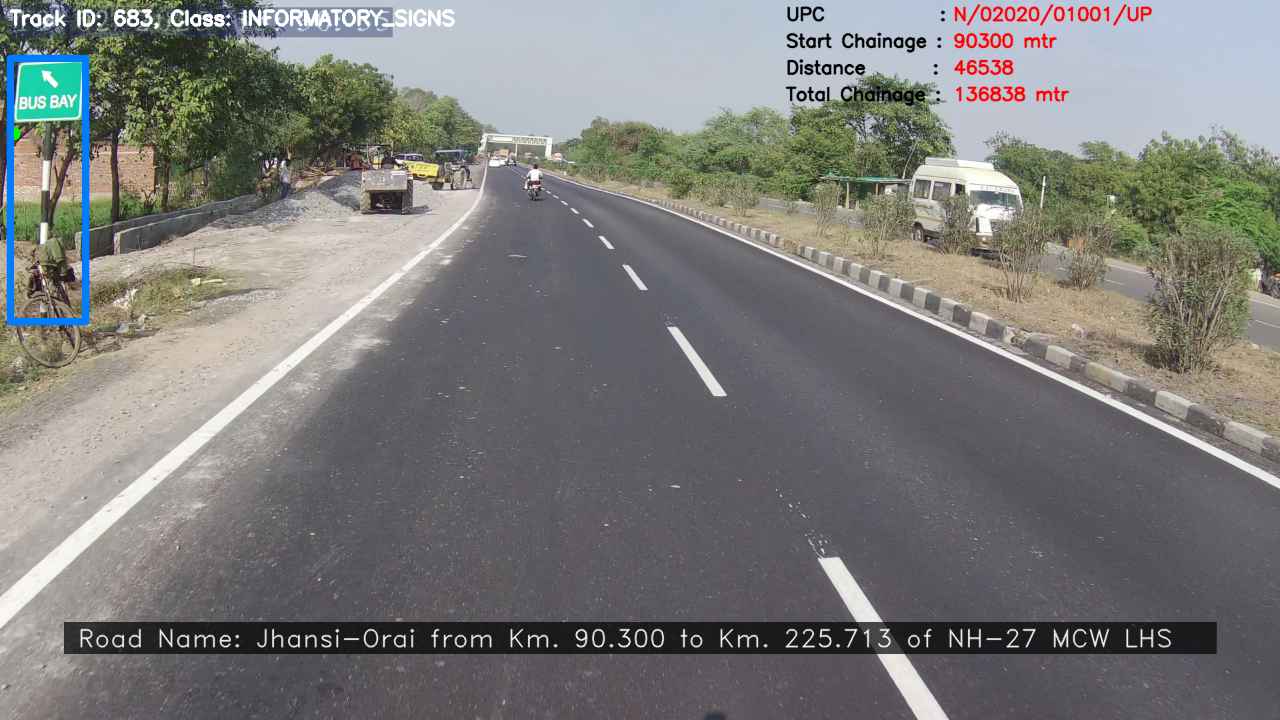 Track ID: 683, Class: INFORMATORY_SIGNS
UPC : N/02020/01001/UP
Start Chainage : 90300 mtr
Distance : 46538
Total Chainage : 136838 mtr
BUS BAY
Road Name: Jhansi-Orai from Km. 90.300 to Km. 225.713 of NH-27 MCW LHS